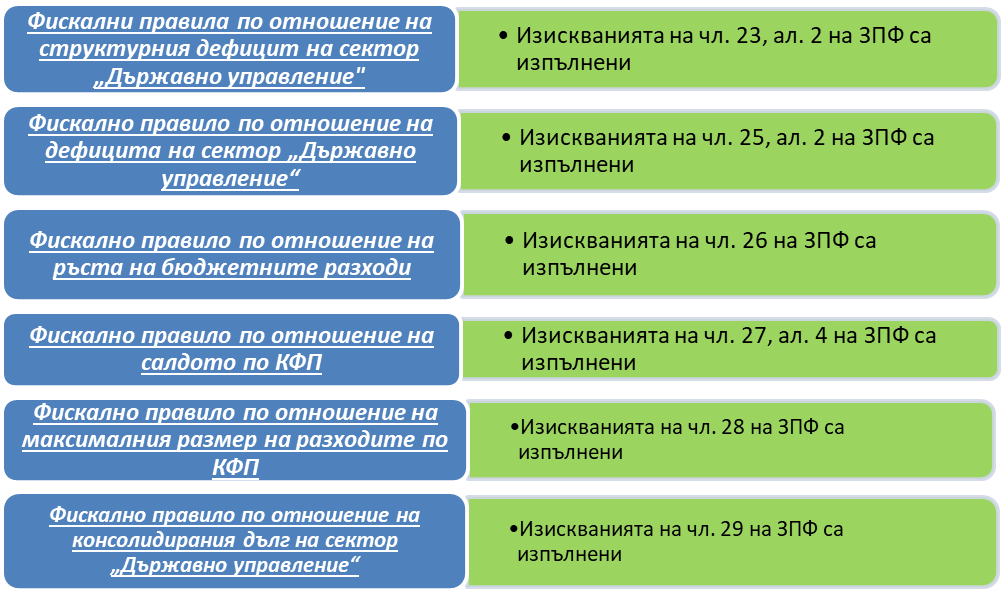 Фискални правила по отношение на
структурния дефицит на сектор
„Държавно управление"
• Изискванията на чл. 23, ал. 2 на ЗПФ са
изпълнени
Фискално правило по отношение на
дефицита на сектор „Държавно
управление“
• Изискванията на чл. 25, ал. 2 на ЗПФ са
изпълнени
Фискално правило по отношение на
ръста на бюджетните разходи
• Изискванията на чл. 26 на ЗПФ са
изпълнени
Фискално правило по отношение на
салдото по КФП
• Изискванията на чл. 27, ал. 4 на ЗПФ са
изпълнени
Фискално правило по отношение на
максималния размер на разходите по
КФП
•Изискванията на чл. 28 на ЗПФ са
изпълнени
Фискално правило по отношение на
консолидирания дълг на сектор
„Държавно управление“
•Изискванията на чл. 29 на ЗПФ са
изпълнени